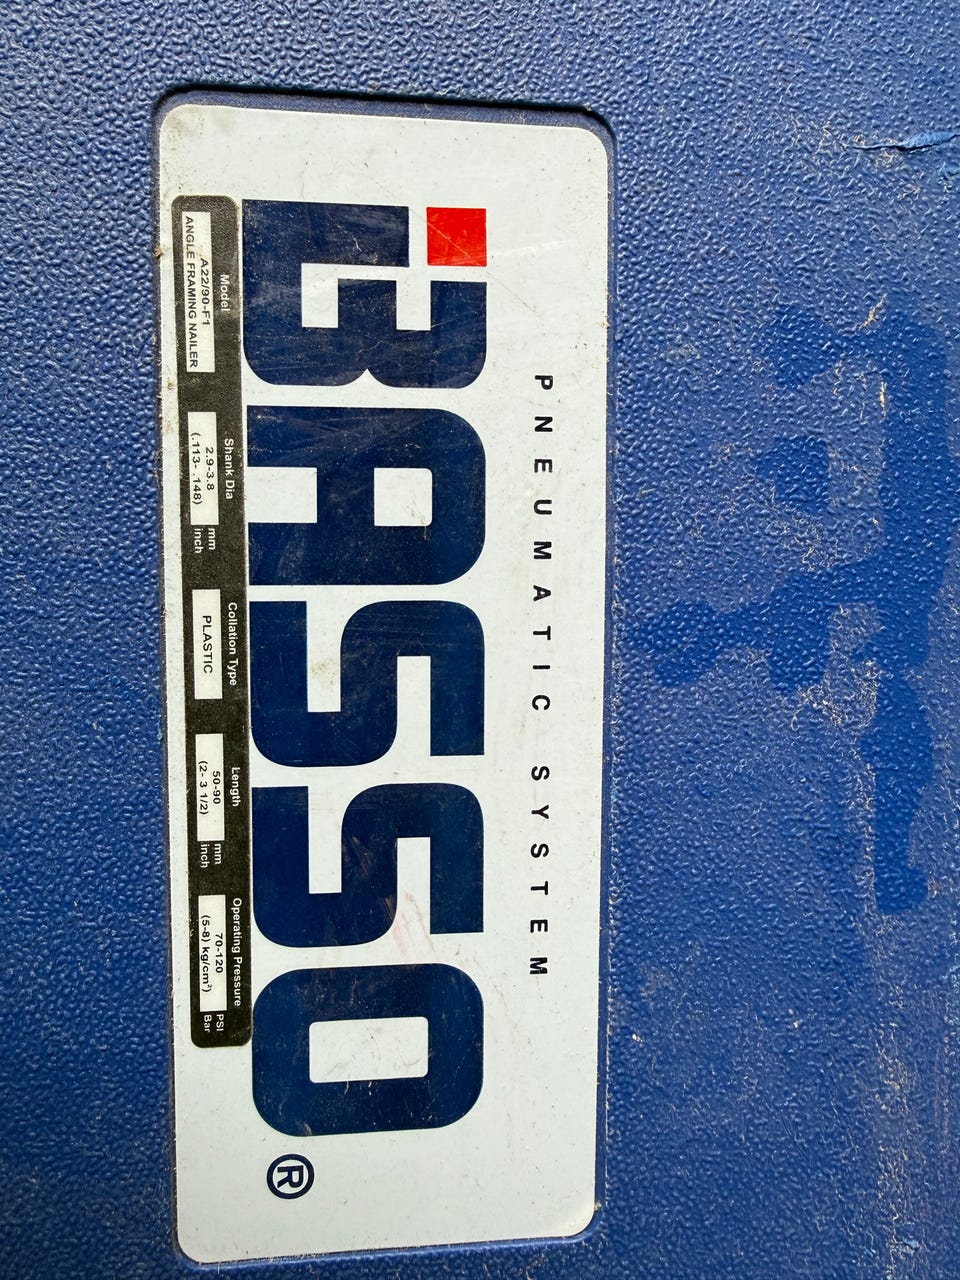 PNEUMATIC SYSTEM
BASSO®
Model
A22/90-F1
ANGLE FRAMING NAILER
Shank Dia
2.9-3.8 mm
(.113- .148) inch
Collation Type
PLASTIC
Length
50-90 mm
(2- 3 1/2) inch
Operating Pressure
70-120 PSI
(5-8) kg/cm² Bar